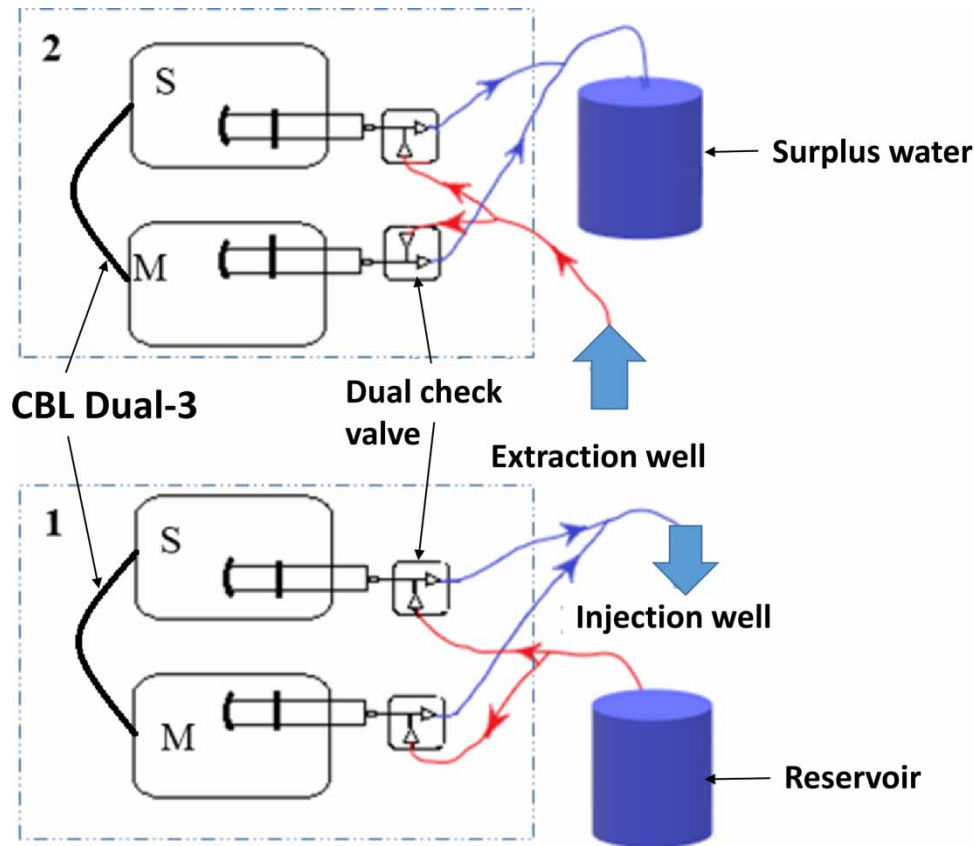 2
S
Surplus water
M
CBL Dual-3
Dual check
valve
Extraction well
1
S
Injection well
M
Reservoir